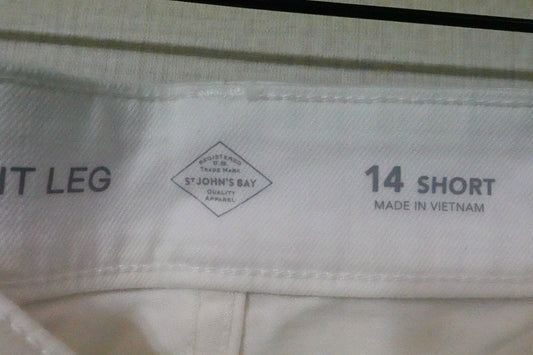 IT LEG
REGISTERED
U.S.
TRADE MARK
ST JOHN'S BAY
QUALITY
APPAREL
14 SHORT
MADE IN VIETNAM